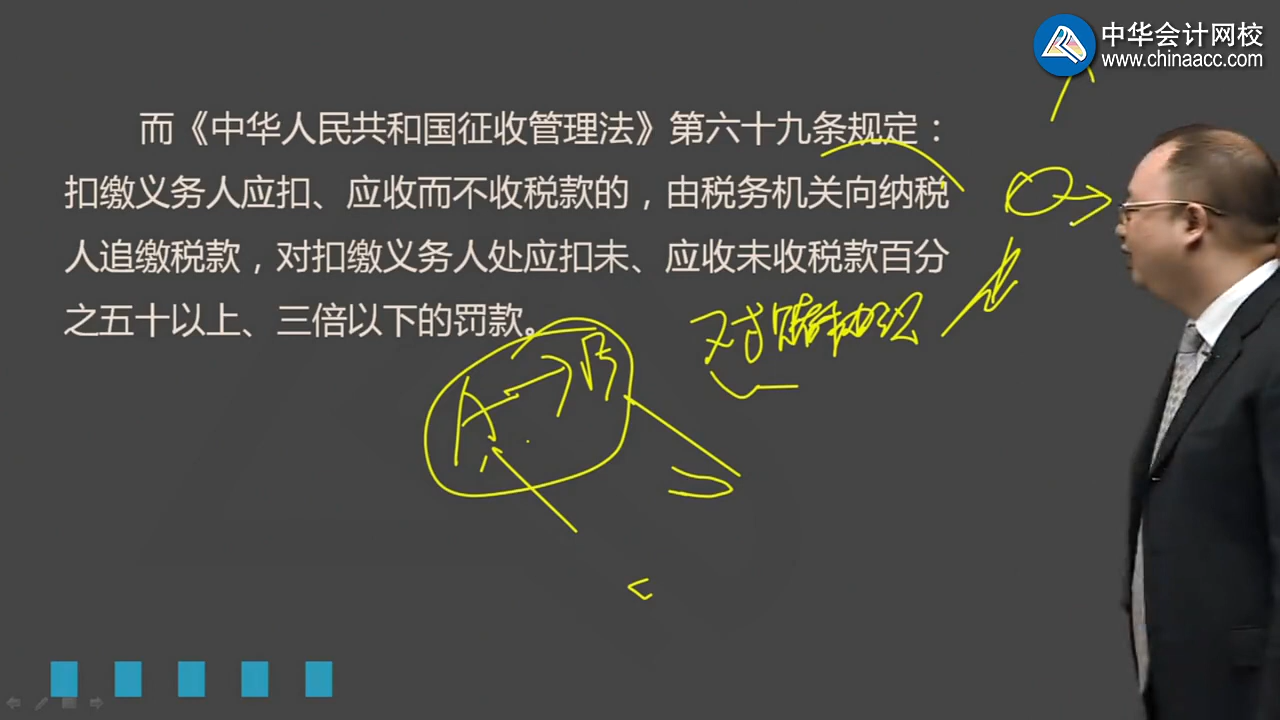 中华会计网校
www.chinaacc.com
而《中华人民共和国征收管理法》第六十九条规定：
扣缴义务人应扣、应收而不收税款的，由税务机关向纳税
人追缴税款，对扣缴义务人处应扣未、应收未收税款百分
之五十以上、三倍以下的罚款。
A
B